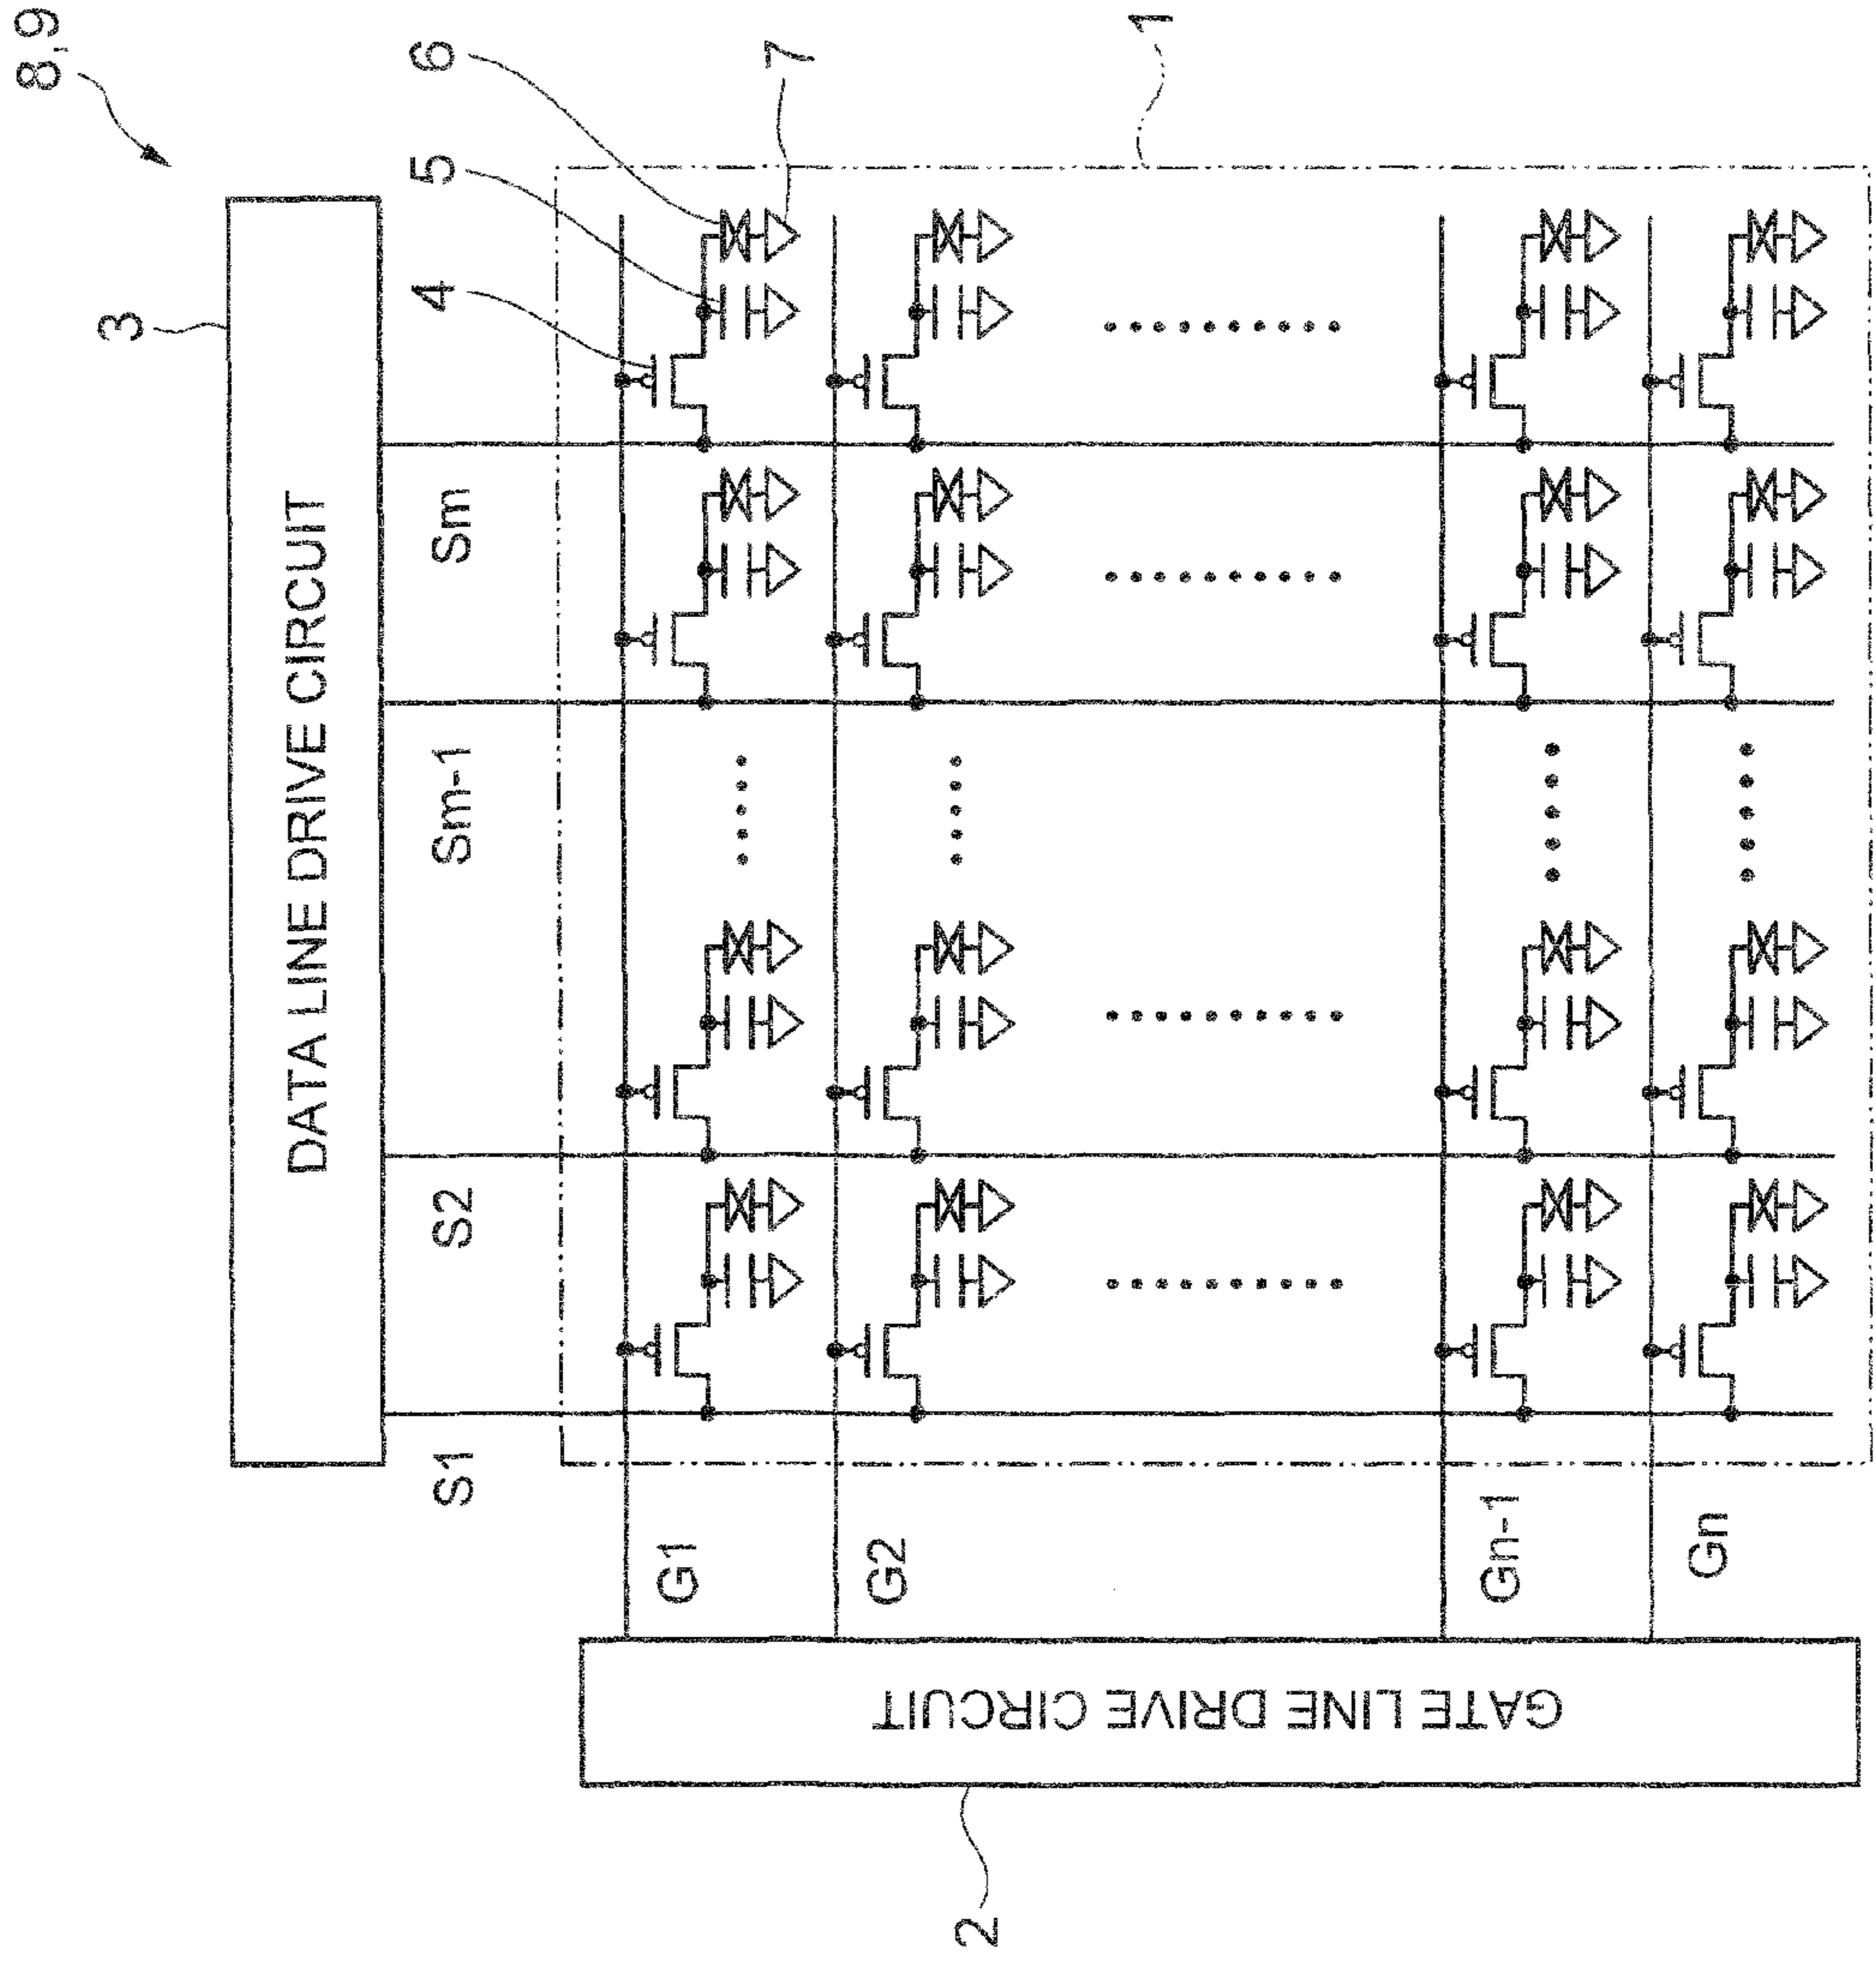 8,9
3
DATA LINE DRIVE CIRCUIT
S1
S2
Sm-1
Sm
4
5
6
7
1
G1
G2
Gn-1
Gn
GATE LINE DRIVE CIRCUIT
2